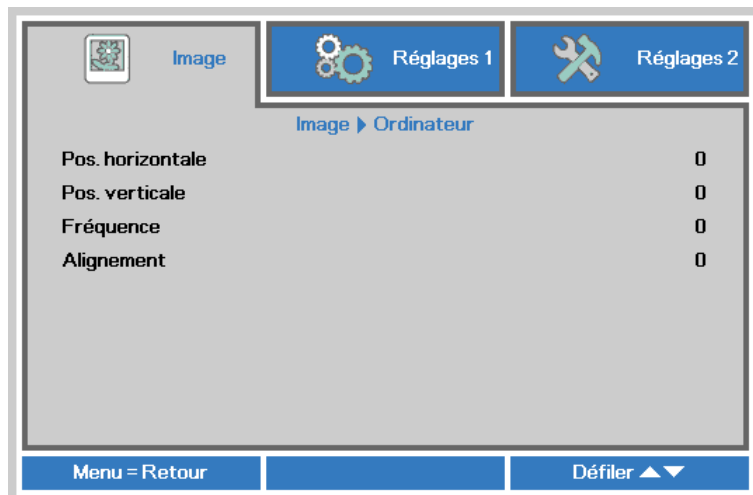 Image Réglages 1 Réglages 2
Image ▶ Ordinateur
Pos. horizontale 0
Pos. verticale 0
Fréquence 0
Alignement 0
Menu = Retour Défiler ▲▼